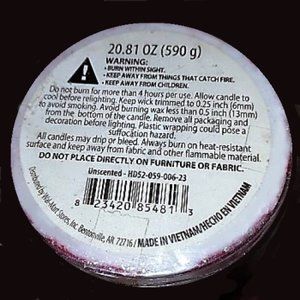 20.81 OZ (590 g)
WARNING:
• BURN WITHIN SIGHT.
• KEEP AWAY FROM THINGS THAT CATCH FIRE.
• KEEP AWAY FROM CHILDREN.
Do not burn for more than 4 hours per use. Allow candle to
cool before relighting. Keep wick trimmed to 0.25 inch (6mm)
to avoid smoking. Avoid burning wax less than 0.5 inch (13mm)
from the bottom of the candle. Remove all packaging and
decoration before lighting. Plastic wrapping could pose a
suffocation hazard.
All candles may drip or bleed. Always burn on heat-resistant
surface and keep away from fabric and other flammable material.
DO NOT PLACE DIRECTLY ON FURNITURE OR FABRIC.
Unscented - HD52-059-006-23
8 23420 85481 3
Distributed by Wal-Mart Stores, Inc.
Bentonville, AR 72716 / MADE IN VIETNAM/HECHO EN VIETNAM